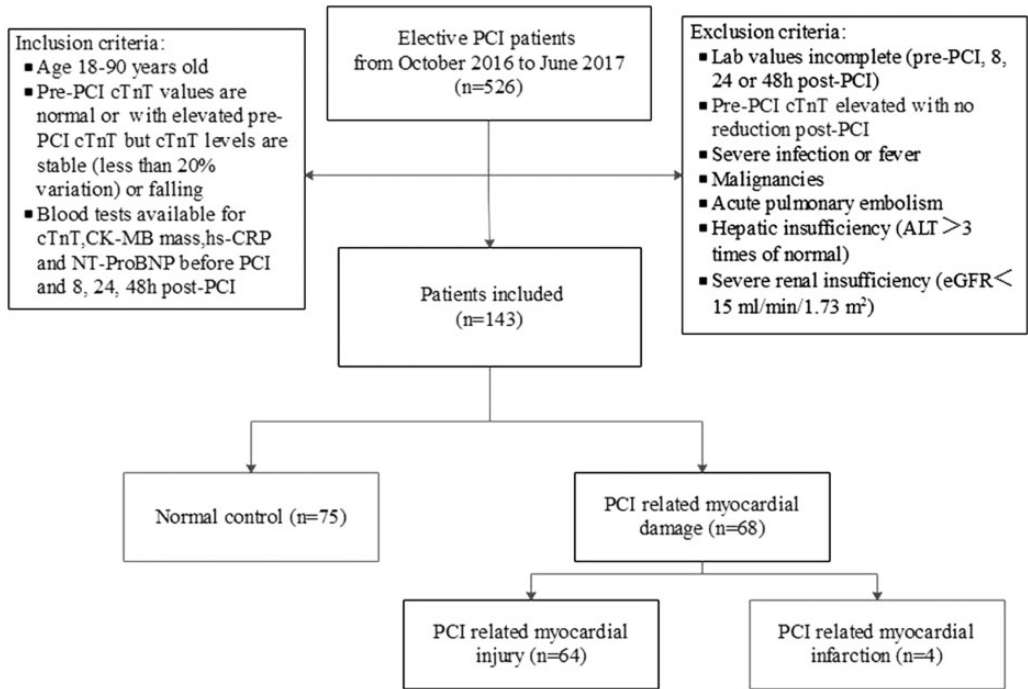 Elective PCI patients
from October 2016 to June 2017
(n=526)
Inclusion criteria:
■ Age 18-90 years old
■ Pre-PCI cTnT values are
normal or with elevated pre-
PCI cTnT but cTnT levels are
stable (less than 20%
variation) or falling
■ Blood tests available for
cTnT,CK-MB mass,hs-CRP
and NT-ProBNP before PCI
and 8, 24, 48h post-PCI
Exclusion criteria:
■ Lab values incomplete (pre-PCI, 8,
24 or 48h post-PCI)
■ Pre-PCI cTnT elevated with no
reduction post-PCI
■ Severe infection or fever
■ Malignancies
■ Acute pulmonary embolism
■ Hepatic insufficiency (ALT＞3
times of normal)
■ Severe renal insufficiency (eGFR＜
15 ml/min/1.73 m²)
Patients included
(n=143)
Normal control (n=75)
PCI related myocardial
damage (n=68)
PCI related myocardial
injury (n=64)
PCI related myocardial
infarction (n=4)